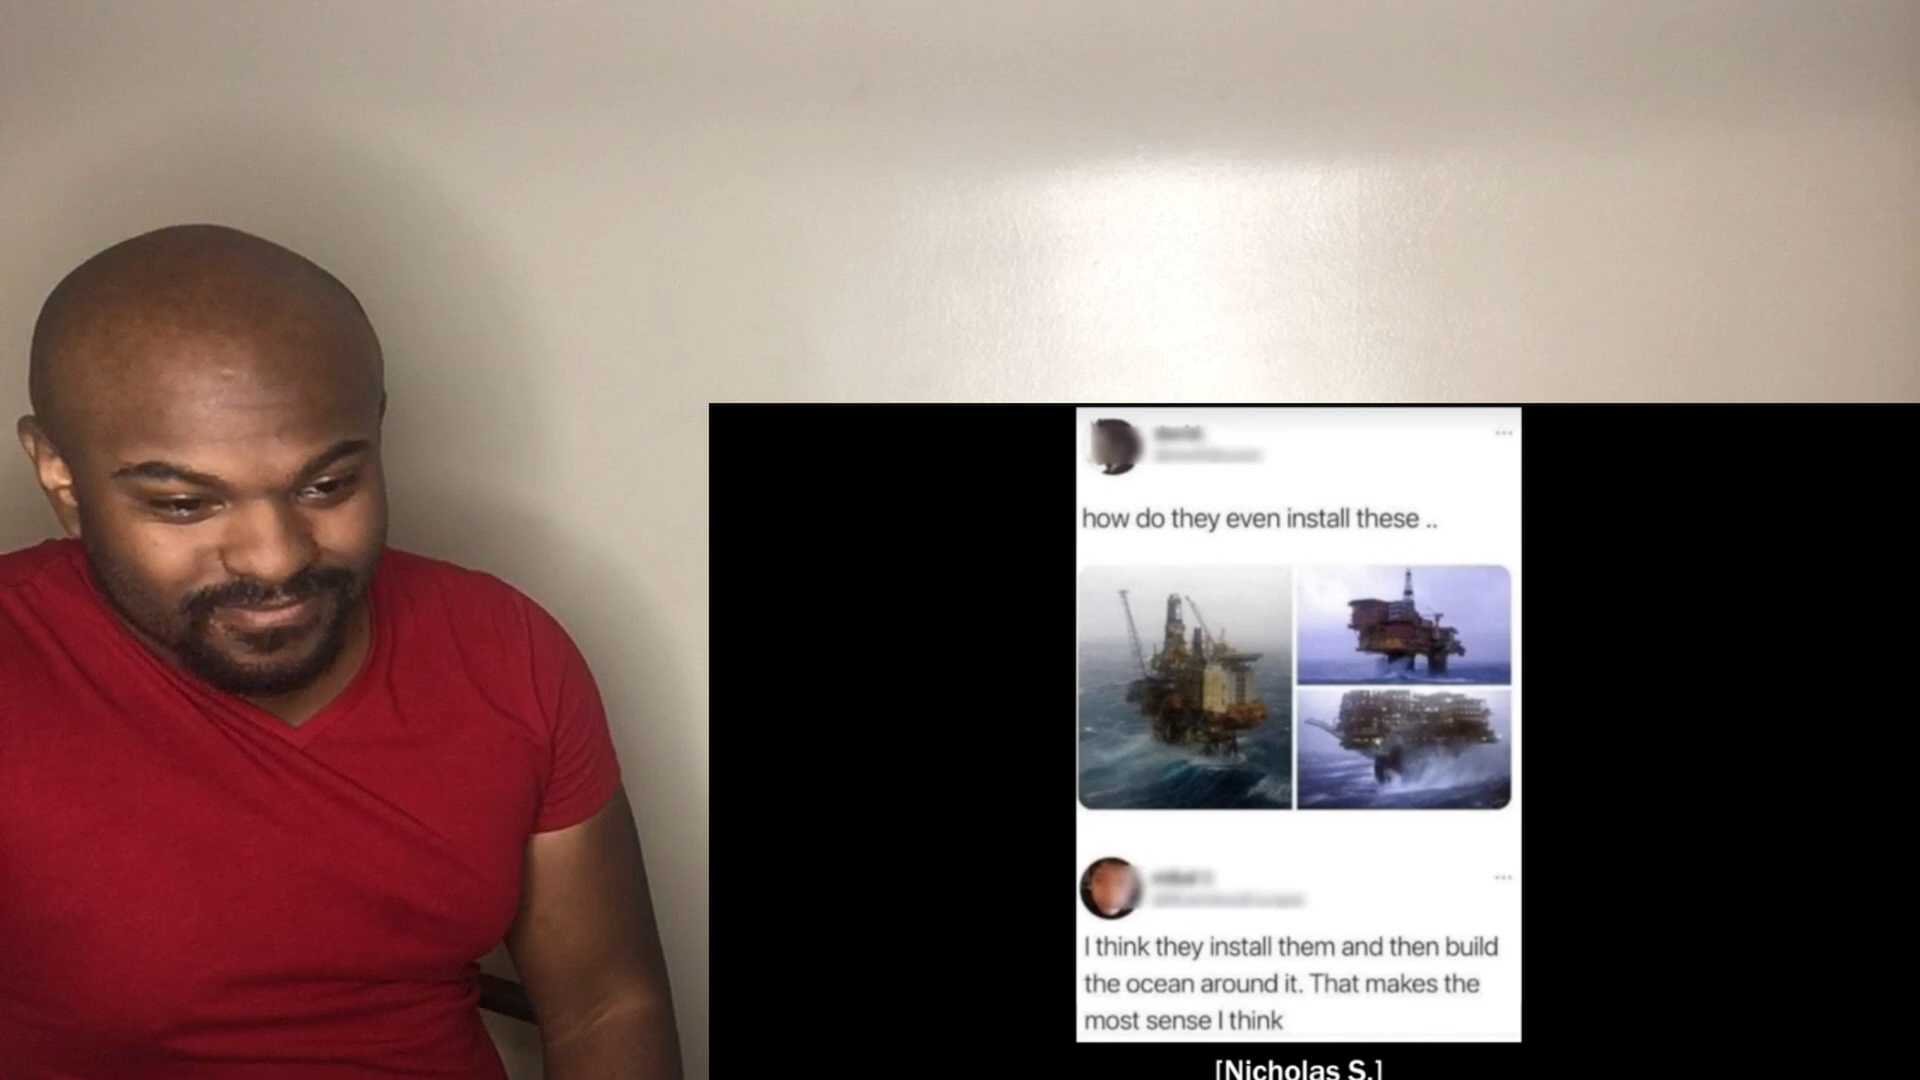 how do they even install these ..
I think they install them and then build
the ocean around it. That makes the
most sense I think
[Nicholas S.]